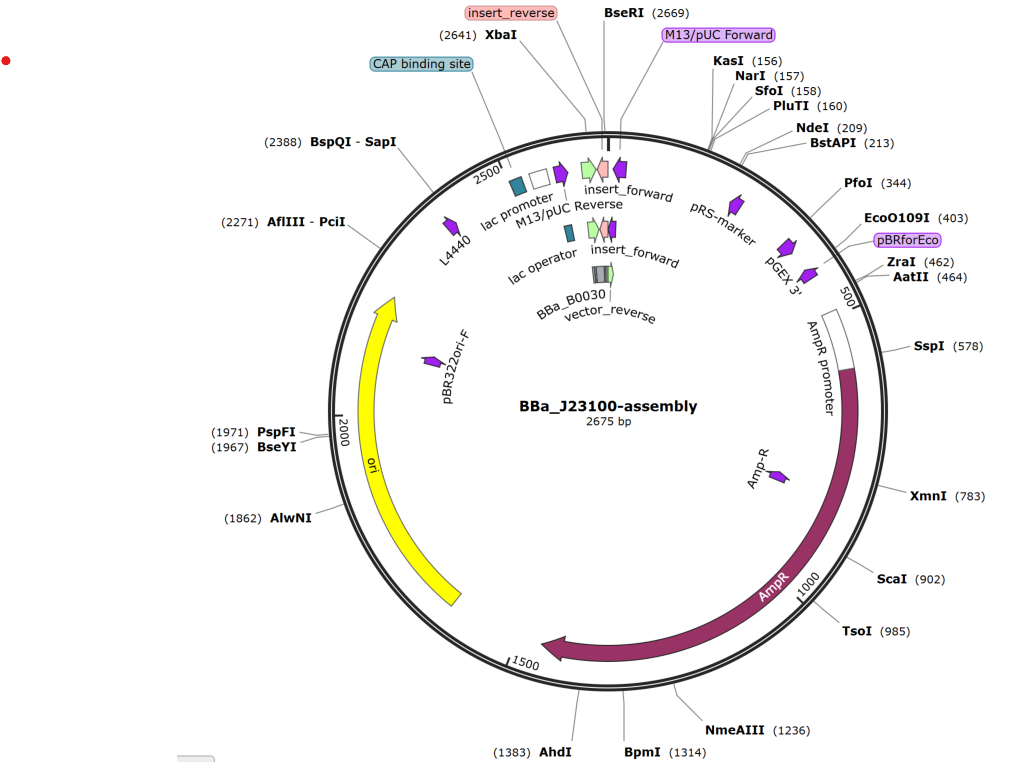 insert_reverse
BseRI (2669)
(2641) XbaI
M13/pUC Forward
CAP binding site
KasI (156)
NarI (157)
SfoI (158)
PluTI (160)
NdeI (209)
BstAPI (213)
(2388) BspQI - SapI
2500
PfoI (344)
(2271) AflIII - PciI
EcoO109I (403)
pBRforEco
ZraI (462)
AatII (464)
lac promoter
M13/pUC Reverse
insert_forward
pRS-marker
L4440
lac operator
insert_forward
pGEX 3'
500
BBa_B0030
vector_reverse
AmpR promoter
SspI (578)
pBR322ori-F
BBa_J23100-assembly
2675 bp
(1971) PspFI
(1967) BseYI
2000
ori
Amp-R
XmnI (783)
(1862) AlwNI
ScaI (902)
AmpR
1000
TsoI (985)
1500
NmeAIII (1236)
(1383) AhdI
BpmI (1314)